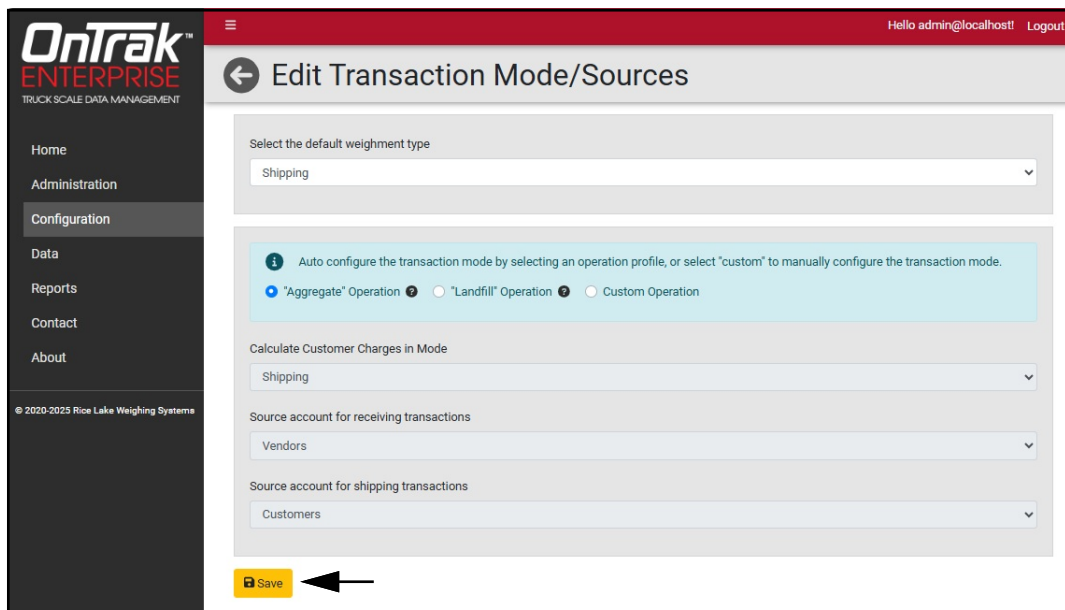 OnTrak™
ENTERPRISE
TRUCK SCALE DATA MANAGEMENT
Home
Administration
Configuration
Data
Reports
Contact
About
© 2020-2025 Rice Lake Weighing Systems
Hello admin@localhost! Logout
Edit Transaction Mode/Sources
Select the default weighment type
Shipping
Auto configure the transaction mode by selecting an operation profile, or select "custom" to manually configure the transaction mode.
"Aggregate" Operation ? "Landfill" Operation ? Custom Operation
Calculate Customer Charges in Mode
Shipping
Source account for receiving transactions
Vendors
Source account for shipping transactions
Customers
Save